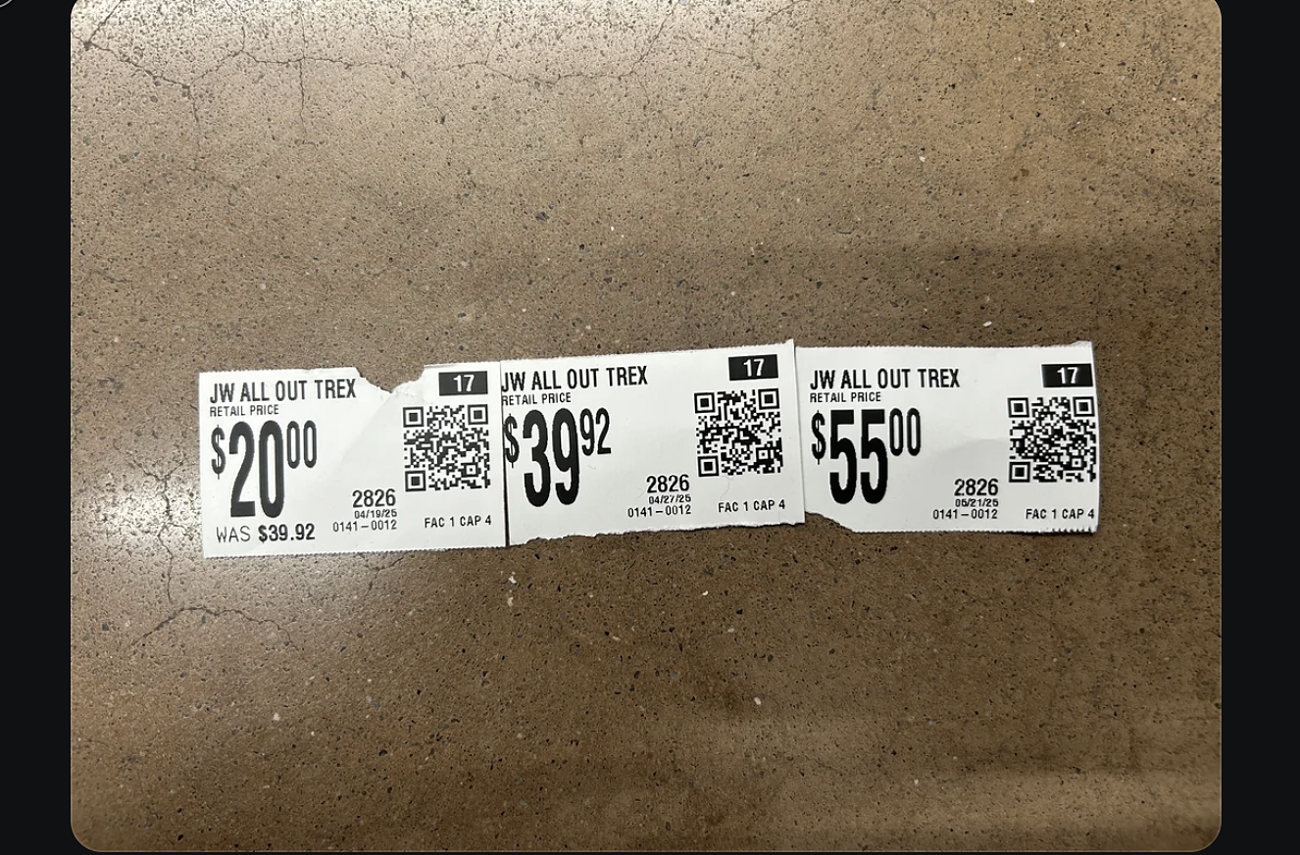 JW ALL OUT TREX
17
RETAIL PRICE
$20.00
2826
04/19/25
0141-0012
FAC 1 CAP 4
WAS $39.92
JW ALL OUT TREX
17
RETAIL PRICE
$39.92
2826
04/27/25
0141-0012
FAC 1 CAP 4
JW ALL OUT TREX
17
RETAIL PRICE
$55.00
2826
05/21/25
0141-0012
FAC 1 CAP 4